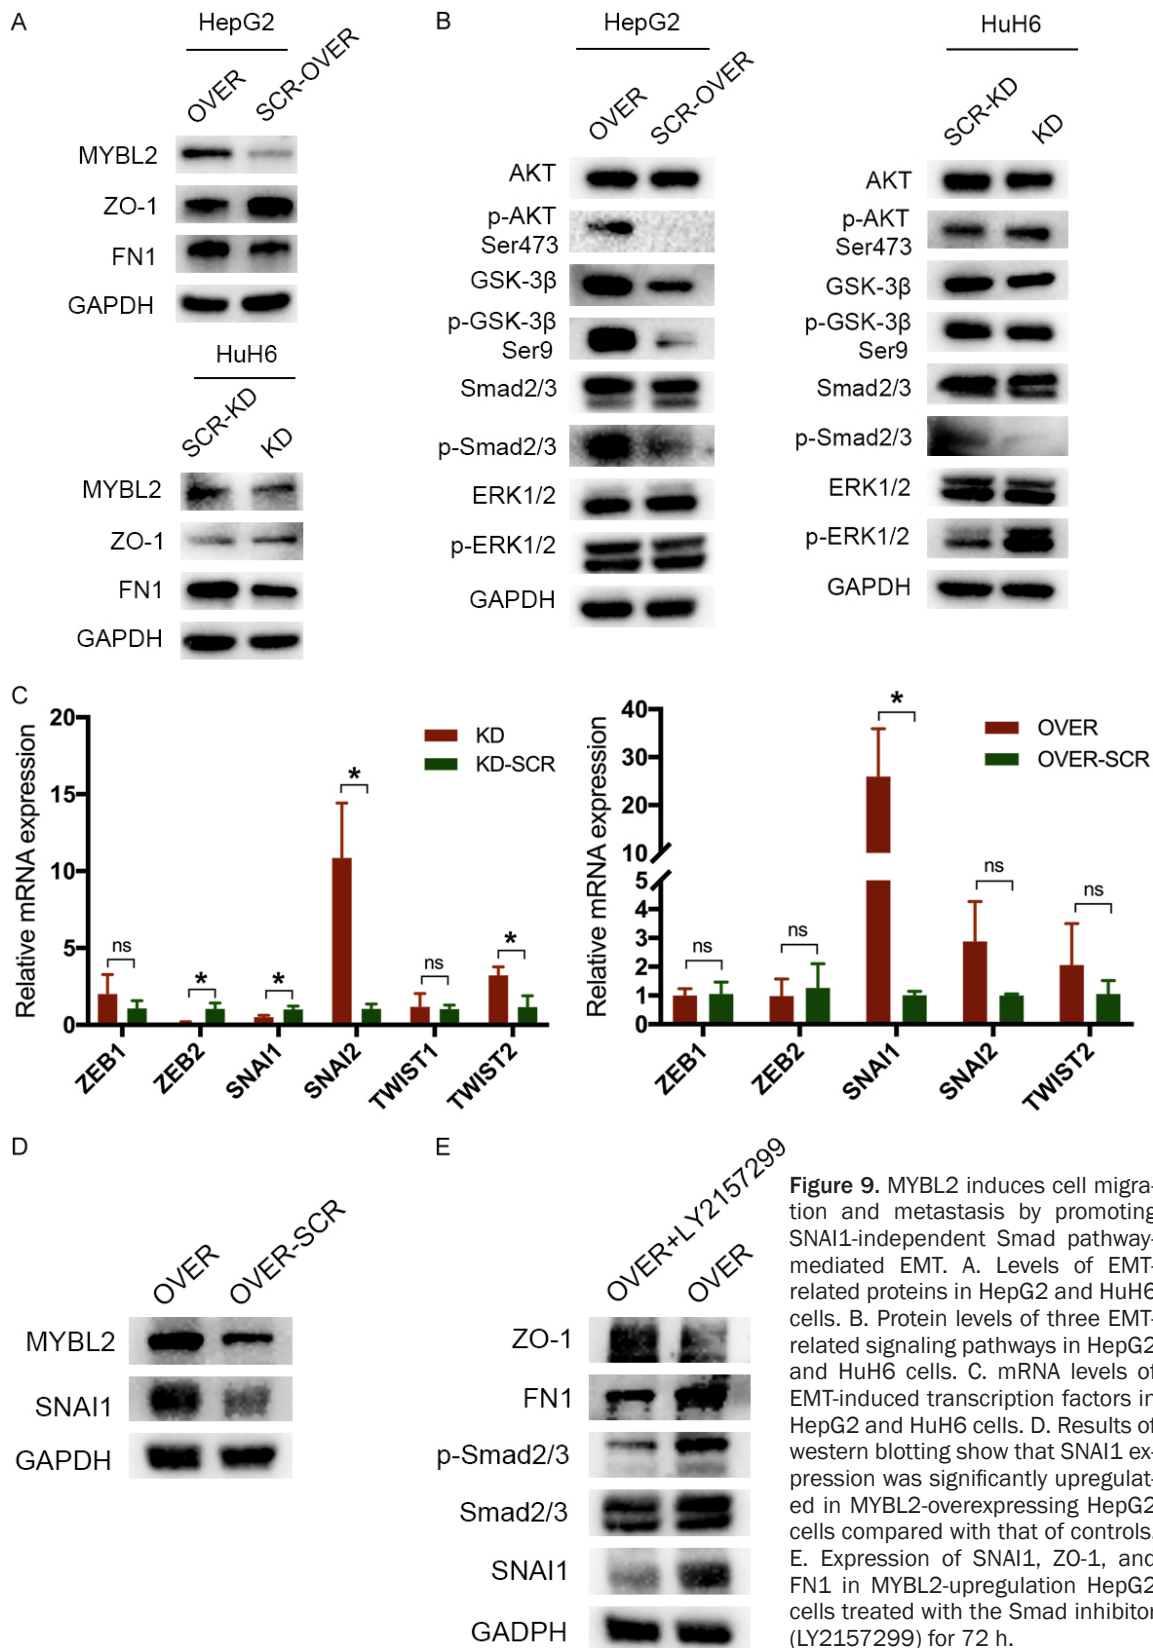 A
HepG2
OVER
SCR-OVER
MYBL2
ZO-1
FN1
GAPDH
HuH6
SCR-KD
KD
MYBL2
ZO-1
FN1
GAPDH
B
HepG2
OVER
SCR-OVER
AKT
p-AKT
Ser473
GSK-3β
p-GSK-3β
Ser9
Smad2/3
p-Smad2/3
ERK1/2
p-ERK1/2
GAPDH
HuH6
SCR-KD
KD
AKT
p-AKT
Ser473
GSK-3β
p-GSK-3β
Ser9
Smad2/3
p-Smad2/3
ERK1/2
p-ERK1/2
GAPDH
C
Relative mRNA expression
20
15
10
5
0
KD
KD-SCR
ns
*
*
*
ns
*
ZEB1
ZEB2
SNAI1
SNAI2
TWIST1
TWIST2
Relative mRNA expression
40
30
20
10
5
4
3
2
1
0
OVER
OVER-SCR
ns
ns
*
ns
ns
ZEB1
ZEB2
SNAI1
SNAI2
TWIST2
D
OVER
OVER-SCR
MYBL2
SNAI1
GAPDH
E
OVER+LY2157299
OVER
ZO-1
FN1
p-Smad2/3
Smad2/3
SNAI1
GADPH
Figure 9. MYBL2 induces cell migra-
tion and metastasis by promoting
SNAI1-independent Smad pathway-
mediated EMT. A. Levels of EMT-
related proteins in HepG2 and HuH6
cells. B. Protein levels of three EMT-
related signaling pathways in HepG2
and HuH6 cells. C. mRNA levels of
EMT-induced transcription factors in
HepG2 and HuH6 cells. D. Results of
western blotting show that SNAI1 ex-
pression was significantly upregulat-
ed in MYBL2-overexpressing HepG2
cells compared with that of controls.
E. Expression of SNAI1, ZO-1, and
FN1 in MYBL2-upregulation HepG2
cells treated with the Smad inhibitor
(LY2157299) for 72 h.